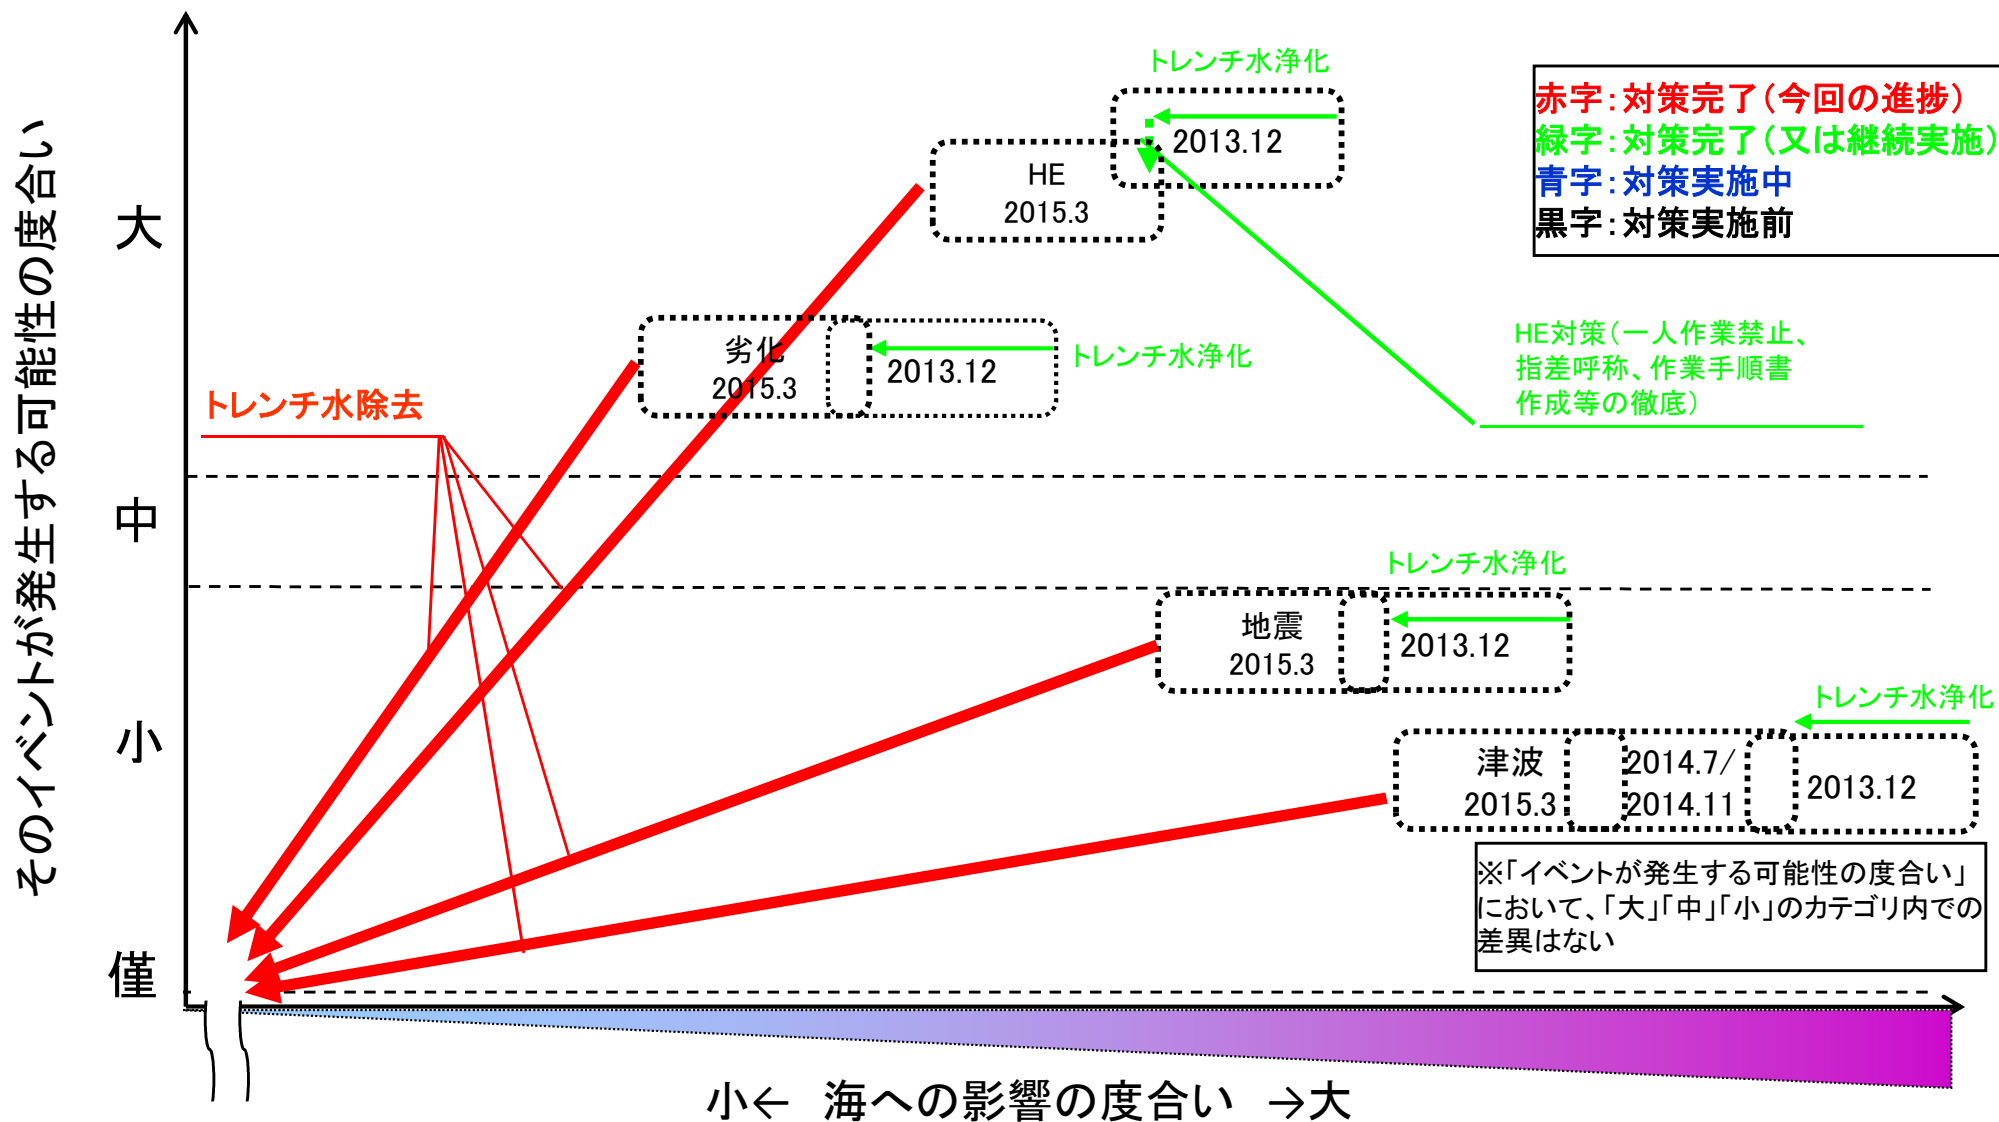 そのイベントが発生する可能性の度合い
大
中
小
僅
トレンチ水浄化
2013.12
HE
2015.3
赤字：対策完了（今回の進捗）
緑字：対策完了（又は継続実施）
青字：対策実施中
黒字：対策実施前
HE対策（一人作業禁止、
指差呼称、作業手順書
作成等の徹底）
劣化
2015.3
2013.12
トレンチ水浄化
トレンチ水除去
トレンチ水浄化
地震
2015.3
2013.12
トレンチ水浄化
津波
2015.3
2014.7/
2014.11
2013.12
※「イベントが発生する可能性の度合い」
において、「大」「中」「小」のカテゴリ内での
差異はない
小← 海への影響の度合い →大